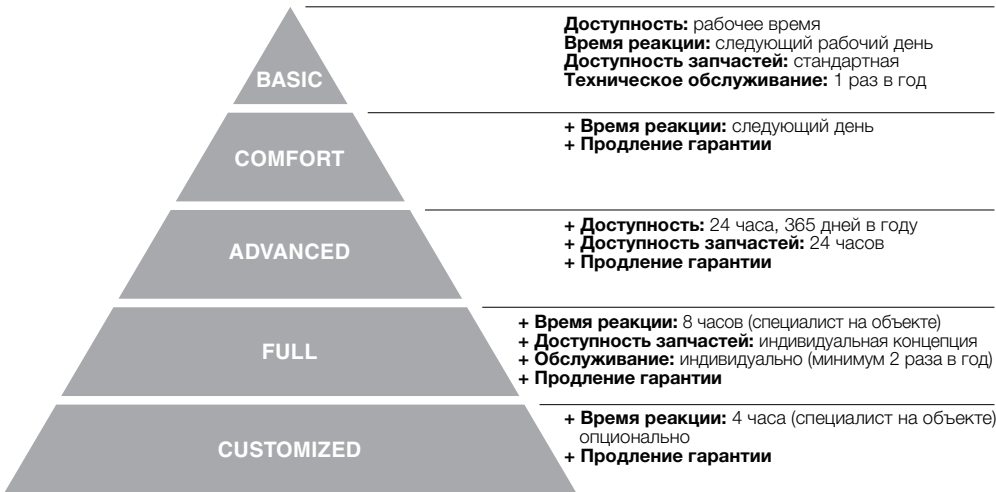 BASIC
Доступность: рабочее время
Время реакции: следующий рабочий день
Доступность запчастей: стандартная
Техническое обслуживание: 1 раз в год
COMFORT
+ Время реакции: следующий день
+ Продление гарантии
ADVANCED
+ Доступность: 24 часа, 365 дней в году
+ Доступность запчастей: 24 часов
+ Продление гарантии
FULL
+ Время реакции: 8 часов (специалист на объекте)
+ Доступность запчастей: индивидуальная концепция
+ Обслуживание: индивидуально (минимум 2 раза в год)
+ Продление гарантии
CUSTOMIZED
+ Время реакции: 4 часа (специалист на объекте)
опционально
+ Продление гарантии